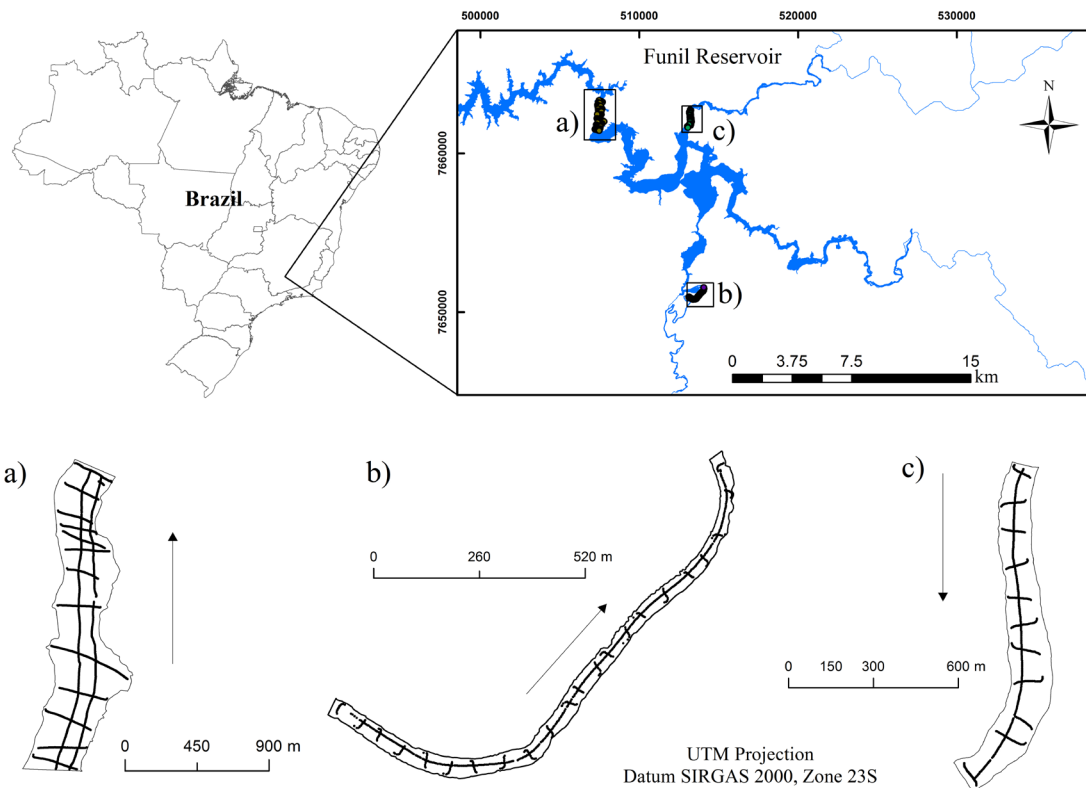 500000 510000 520000 530000
Funil Reservoir
N
a)
c)
7660000
Brazil
b)
7650000
0 3.75 7.5 15
km
a)
b)
c)
0 260 520 m
0 150 300 600 m
0 450 900 m
UTM Projection
Datum SIRGAS 2000, Zone 23S